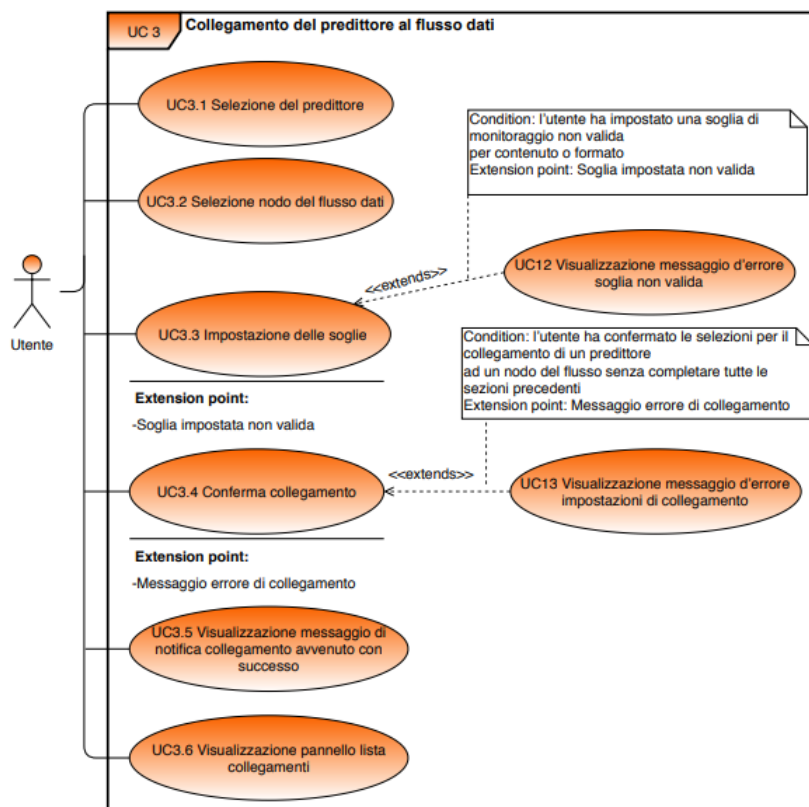 UC 3
Collegamento del predittore al flusso dati
UC3.1 Selezione del predittore
Condition: l'utente ha impostato una soglia di
monitoraggio non valida
per contenuto o formato
Extension point: Soglia impostata non valida
UC3.2 Selezione nodo del flusso dati
<<extends>>
UC12 Visualizzazione messaggio d'errore
soglia non valida
Utente
UC3.3 Impostazione delle soglie
Condition: l'utente ha confermato le selezioni per il
collegamento di un predittore
ad un nodo del flusso senza completare tutte le
sezioni precedenti
Extension point: Messaggio errore di collegamento
Extension point:
-Soglia impostata non valida
<<extends>>
UC3.4 Conferma collegamento
UC13 Visualizzazione messaggio d'errore
impostazioni di collegamento
Extension point:
-Messaggio errore di collegamento
UC3.5 Visualizzazione messaggio di
notifica collegamento avvenuto con
successo
UC3.6 Visualizzazione pannello lista
collegamenti